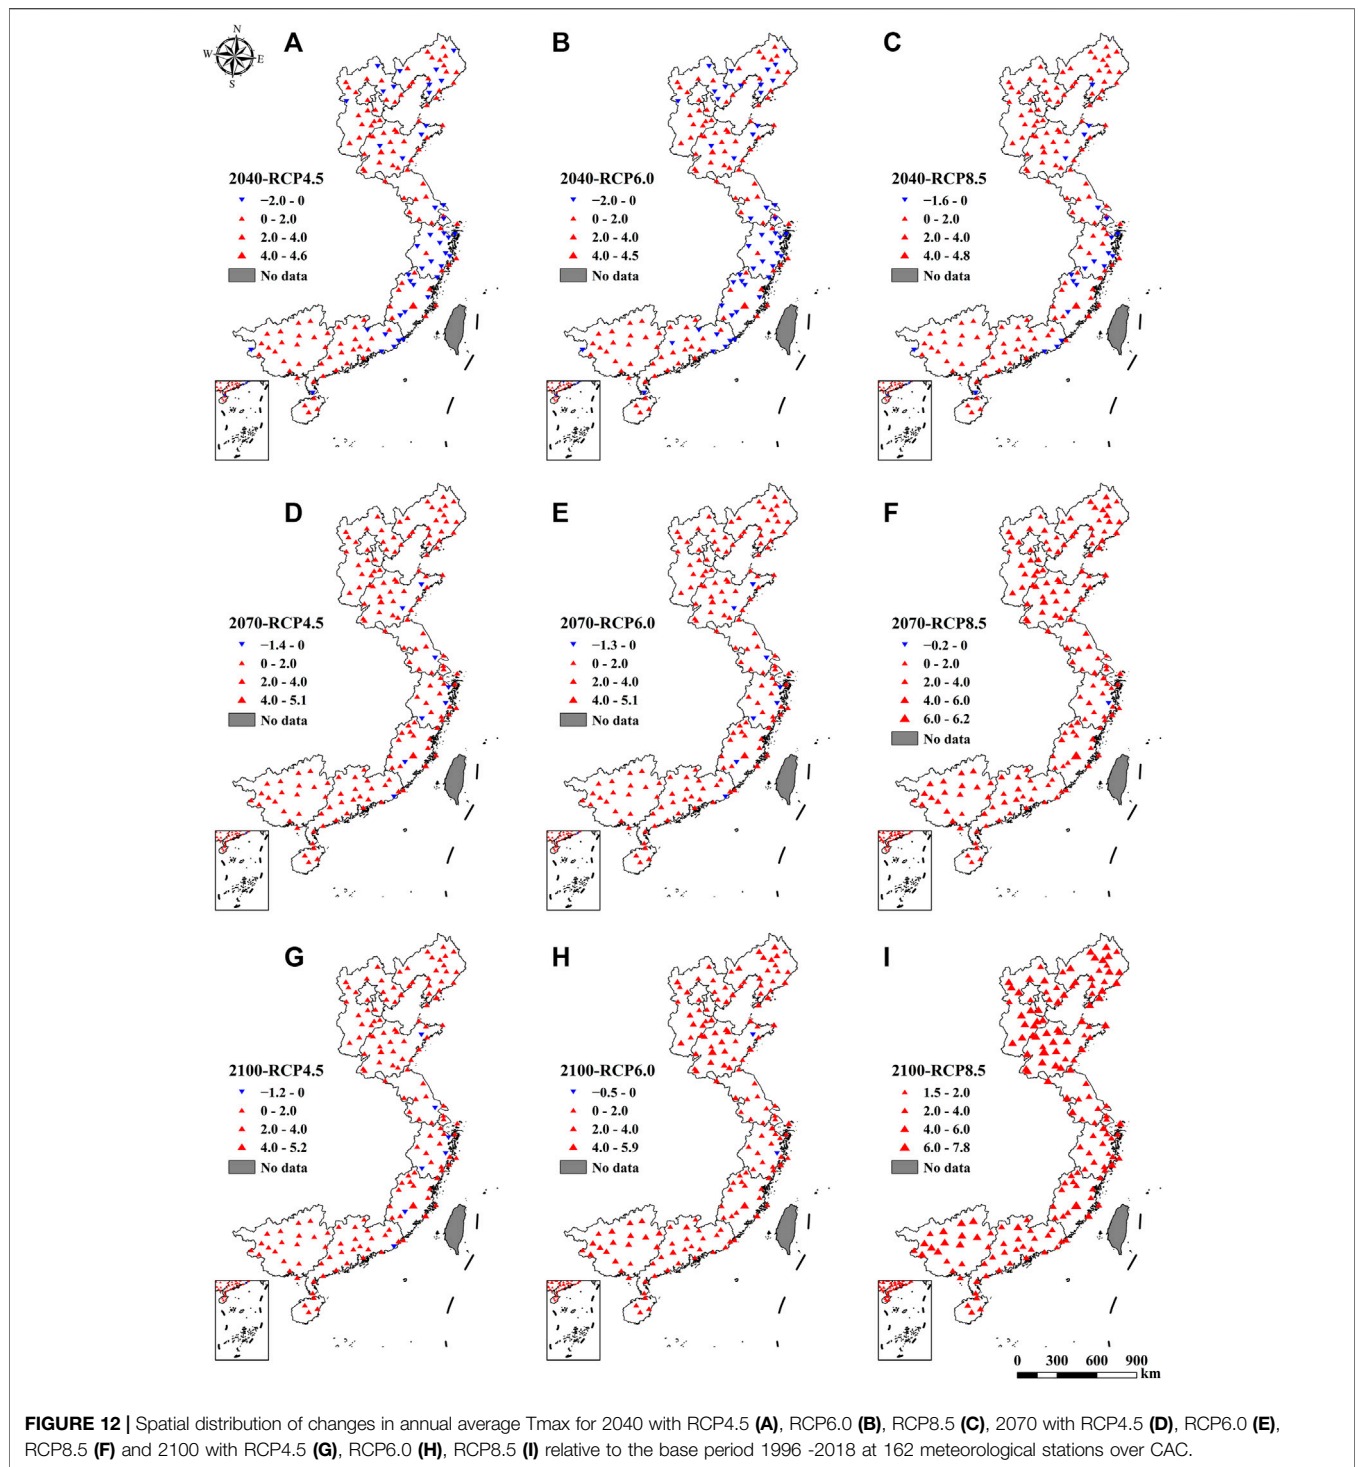 N
W E
S
A
2040-RCP4.5
−2.0 - 0
0 - 2.0
2.0 - 4.0
4.0 - 4.6
No data
B
2040-RCP6.0
−2.0 - 0
0 - 2.0
2.0 - 4.0
4.0 - 4.5
No data
C
2040-RCP8.5
−1.6 - 0
0 - 2.0
2.0 - 4.0
4.0 - 4.8
No data
D
2070-RCP4.5
−1.4 - 0
0 - 2.0
2.0 - 4.0
4.0 - 5.1
No data
E
2070-RCP6.0
−1.3 - 0
0 - 2.0
2.0 - 4.0
4.0 - 5.1
No data
F
2070-RCP8.5
−0.2 - 0
0 - 2.0
2.0 - 4.0
4.0 - 6.0
6.0 - 6.2
No data
G
2100-RCP4.5
−1.2 - 0
0 - 2.0
2.0 - 4.0
4.0 - 5.2
No data
H
2100-RCP6.0
−0.5 - 0
0 - 2.0
2.0 - 4.0
4.0 - 5.9
No data
I
2100-RCP8.5
1.5 - 2.0
2.0 - 4.0
4.0 - 6.0
6.0 - 7.8
No data
0 300 600 900
km
FIGURE 12 | Spatial distribution of changes in annual average Tmax for 2040 with RCP4.5 (A), RCP6.0 (B), RCP8.5 (C), 2070 with RCP4.5 (D), RCP6.0 (E),
RCP8.5 (F) and 2100 with RCP4.5 (G), RCP6.0 (H), RCP8.5 (I) relative to the base period 1996 -2018 at 162 meteorological stations over CAC.